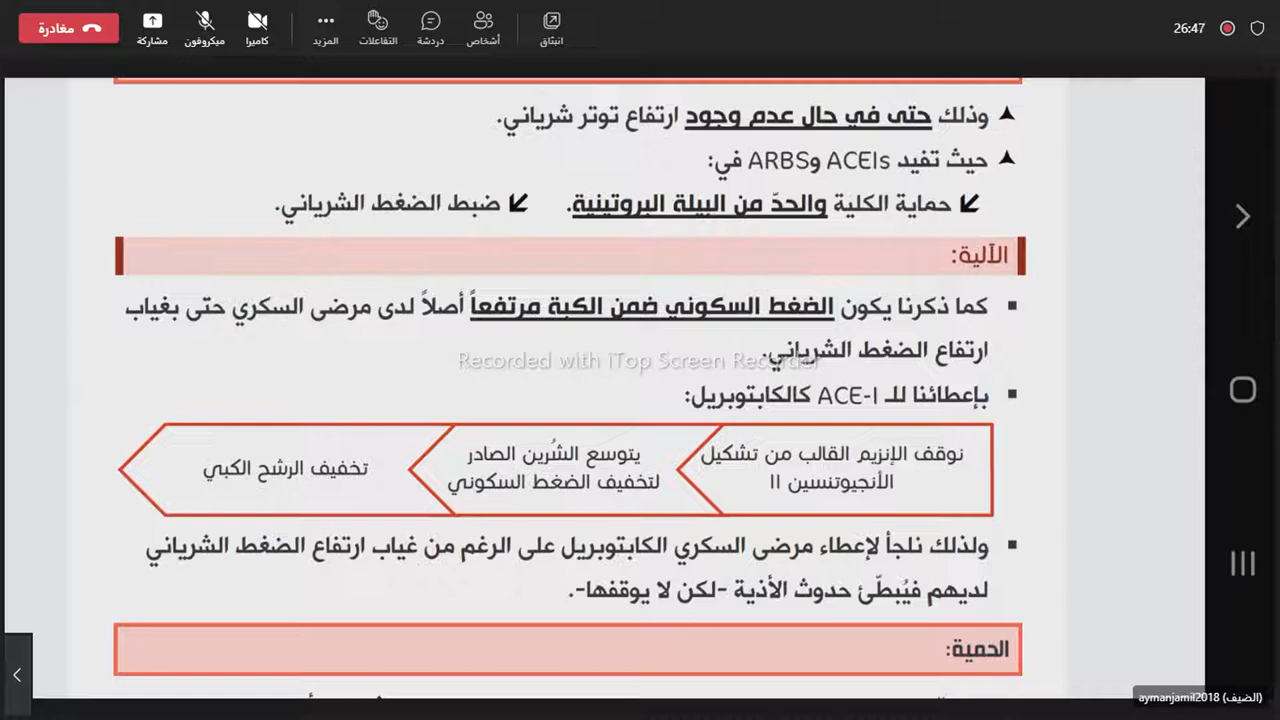 مغادرة
مشاركة
ميكروفون
كاميرا
المزيد
التفاعلات
دردشة
أشخاص
انبثاق
26:47
وذلك حتى في حال عدم وجود ارتفاع توتر شرياني.
حيث تفيد ACEIs وARBS في:
حماية الكلية والحدّ من البيلة البروتينية. ضبط الضغط الشرياني.
الآلية:
كما ذكرنا يكون الضغط السكوني ضمن الكبة مرتفعاً أصلاً لدى مرضى السكري حتى بغياب
ارتفاع الضغط الشرياني.
Recorded with iTop Screen Recorder
بإعطائنا للـ ACE-I كالكابتوبريل:
نوقف الإنزيم القالب من تشكيل
الأنجيوتنسين II
يتوسع الشُرين الصادر
لتخفيف الضغط السكوني
تخفيف الرشح الكبي
ولذلك نلجأ لإعطاء مرضى السكري الكابتوبريل على الرغم من غياب ارتفاع الضغط الشرياني
لديهم فيُبطّئ حدوث الأذية -لكن لا يوقفها-.
الحمية:
aymanjamil2018 (الضيف)